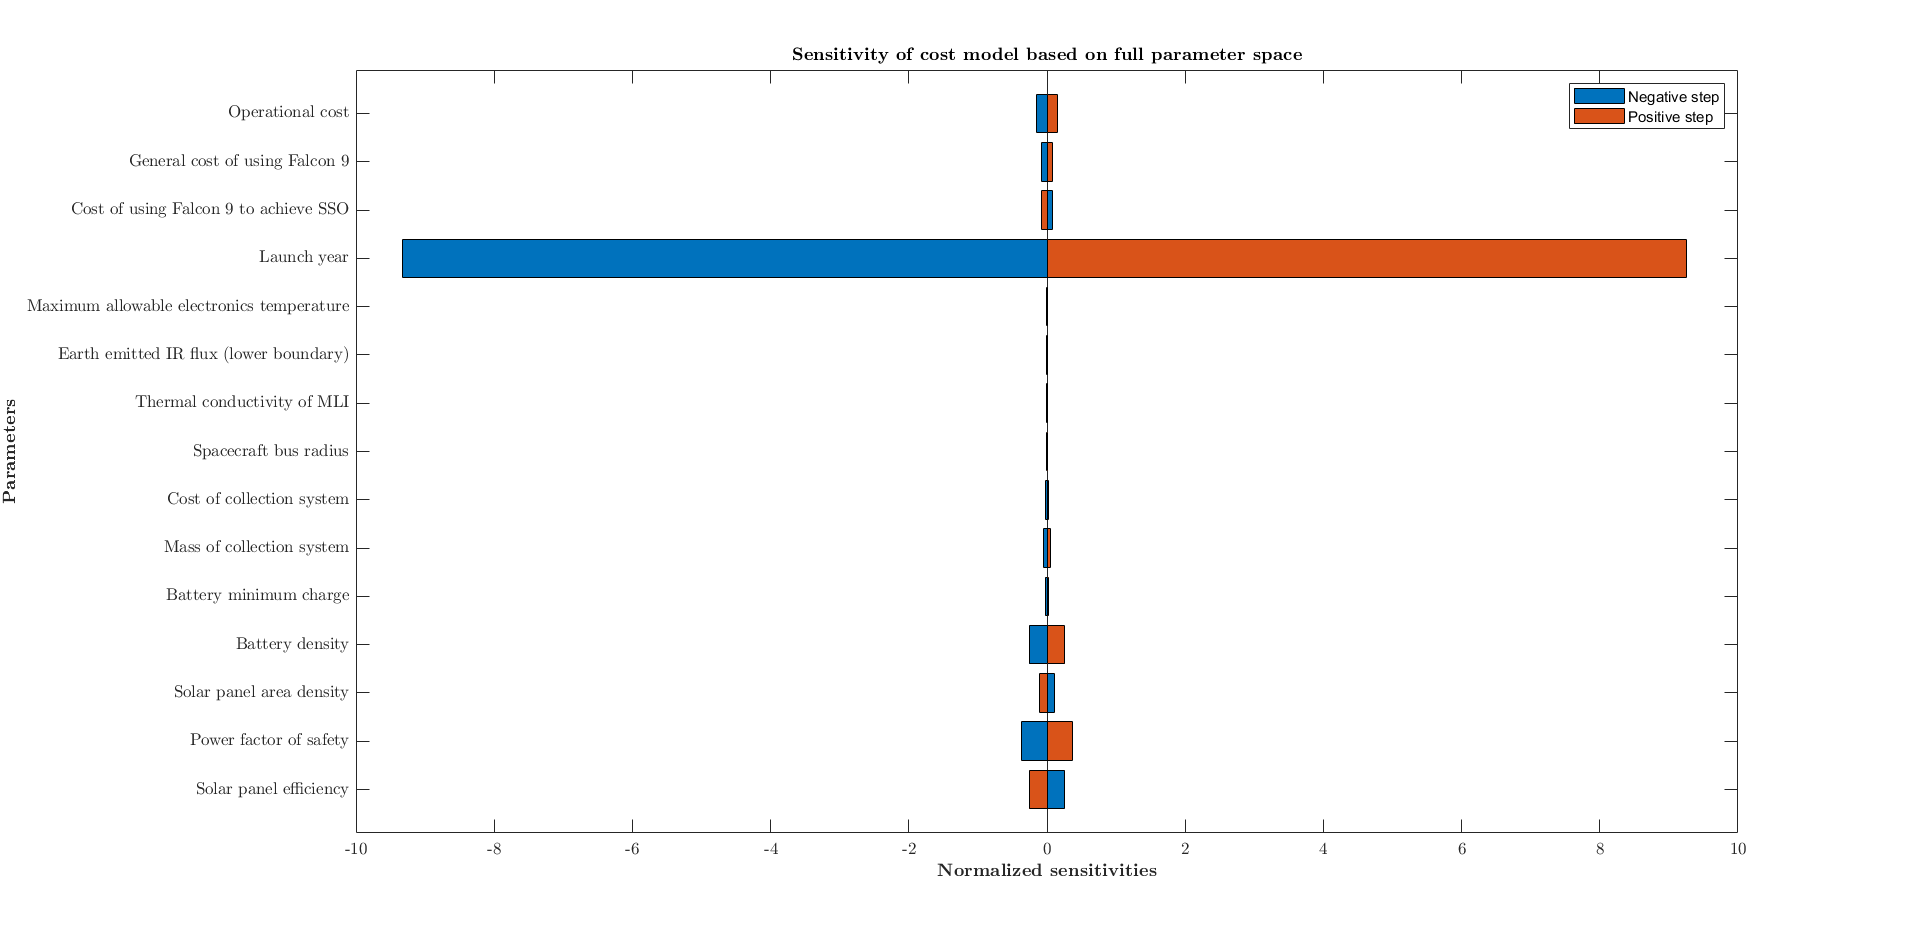 Sensitivity of cost model based on full parameter space
Negative step
Positive step
Operational cost
General cost of using Falcon 9
Cost of using Falcon 9 to achieve SSO
Launch year
Maximum allowable electronics temperature
Earth emitted IR flux (lower boundary)
Thermal conductivity of MLI
Spacecraft bus radius
Cost of collection system
Mass of collection system
Battery minimum charge
Battery density
Solar panel area density
Power factor of safety
Solar panel efficiency
Parameters
-10 -8 -6 -4 -2 0 2 4 6 8 10
Normalized sensitivities